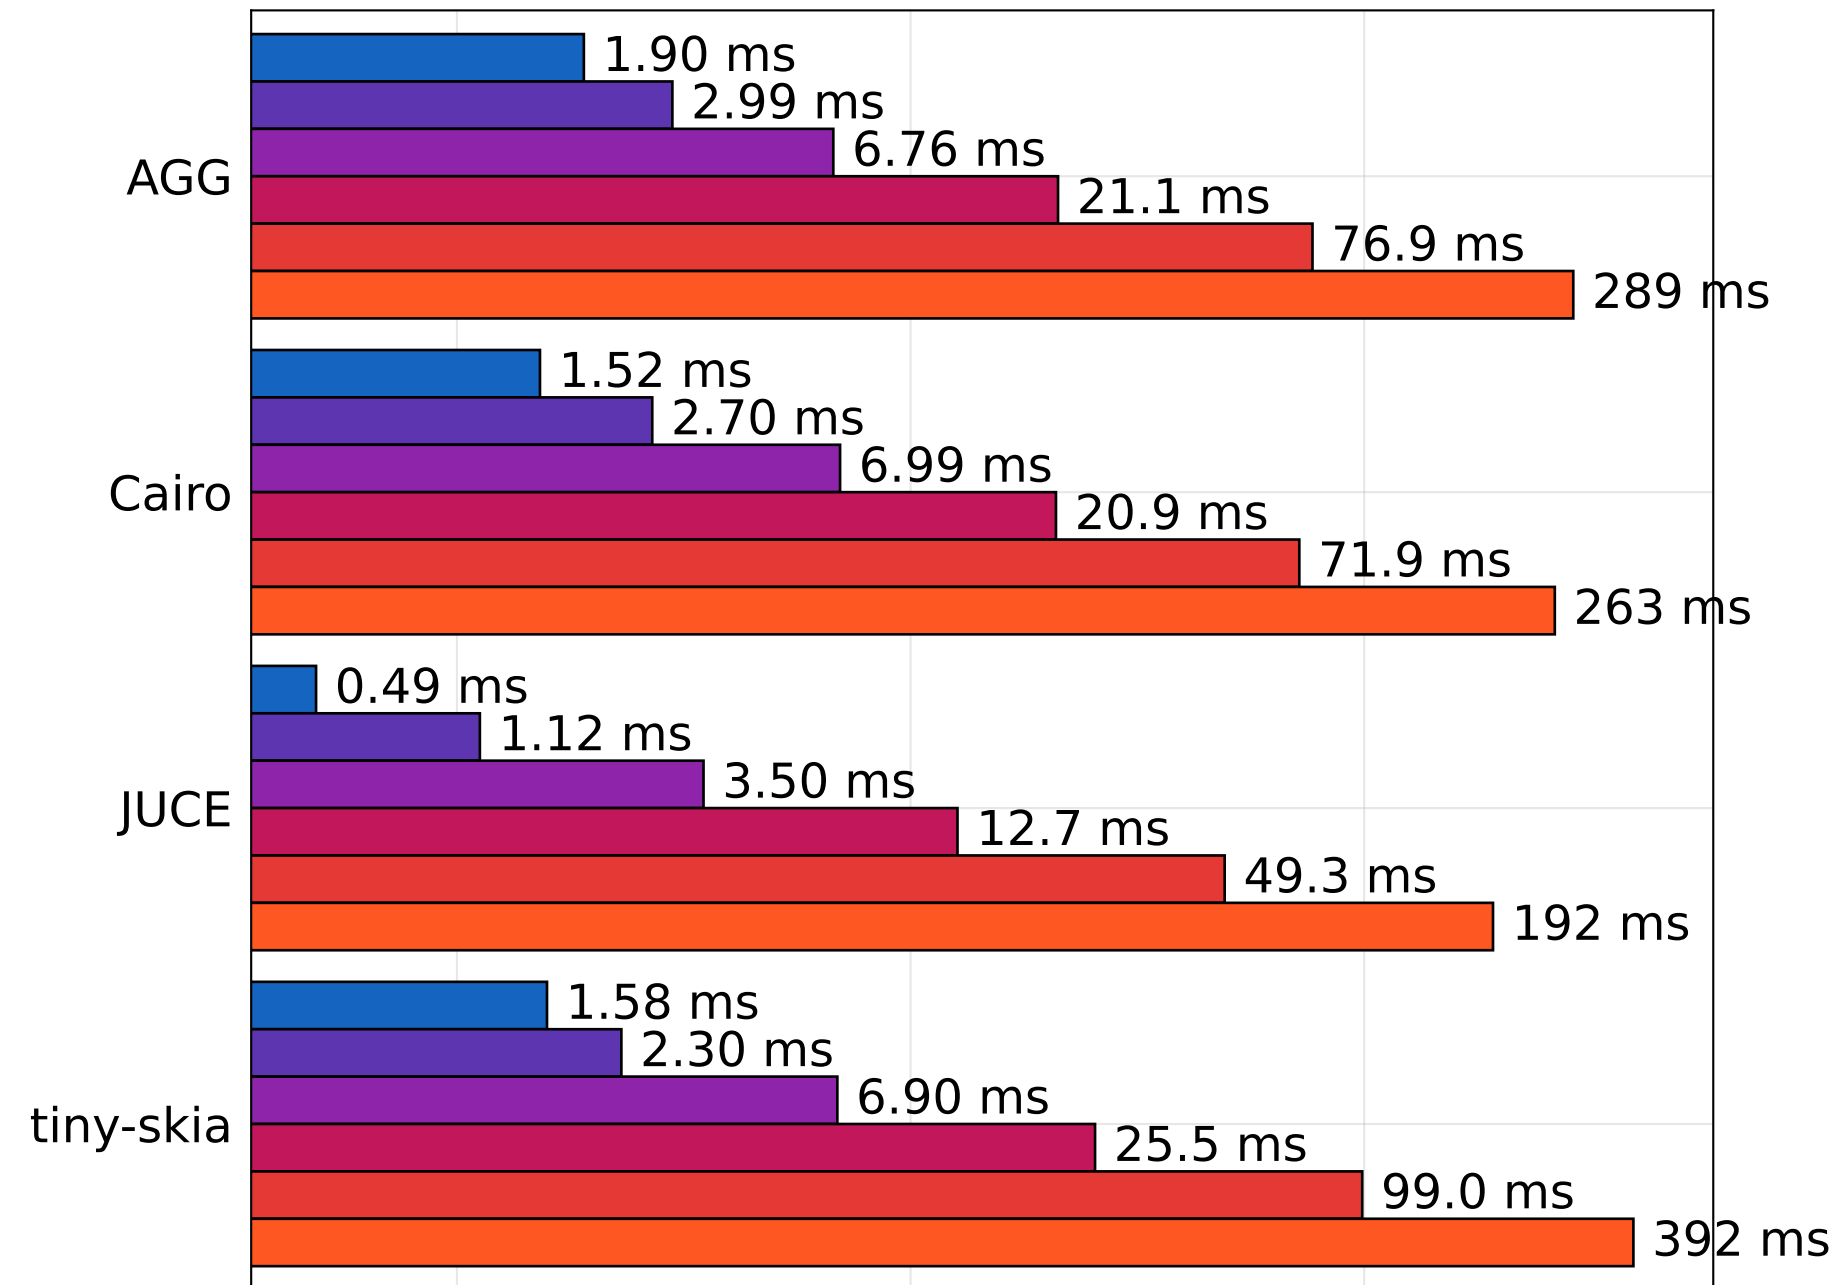 1.90 ms
2.99 ms
6.76 ms
AGG
21.1 ms
76.9 ms
289 ms
1.52 ms
2.70 ms
6.99 ms
Cairo
20.9 ms
71.9 ms
263 ms
0.49 ms
1.12 ms
3.50 ms
JUCE
12.7 ms
49.3 ms
192 ms
1.58 ms
2.30 ms
6.90 ms
tiny-skia
25.5 ms
99.0 ms
392 ms